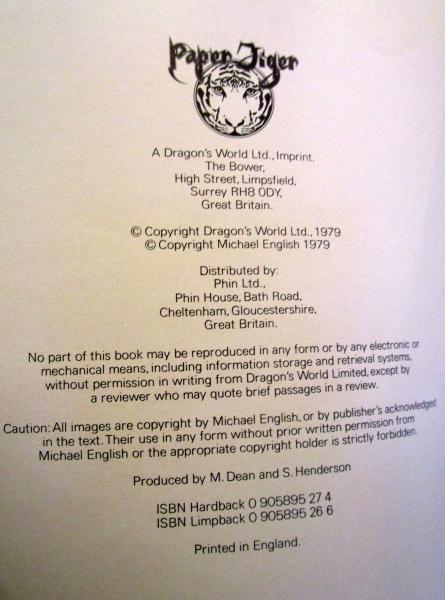 Paper Tiger
A Dragon's World Ltd., Imprint.
The Bower,
High Street, Limpsfield,
Surrey RH8 0DY,
Great Britain.
© Copyright Dragon's World Ltd., 1979
© Copyright Michael English 1979
Distributed by:
Phin Ltd.,
Phin House, Bath Road,
Cheltenham, Gloucestershire,
Great Britain.
No part of this book may be reproduced in any form or by any electronic or
mechanical means, including information storage and retrieval systems,
without permission in writing from Dragon's World Limited, except by
a reviewer who may quote brief passages in a review.
Caution: All images are copyright by Michael English, or by publisher's acknowledged
in the text. Their use in any form without prior written permission from
Michael English or the appropriate copyright holder is strictly forbidden.
Produced by M. Dean and S. Henderson
ISBN Hardback 0 905895 27 4
ISBN Limpback 0 905895 26 6
Printed in England.